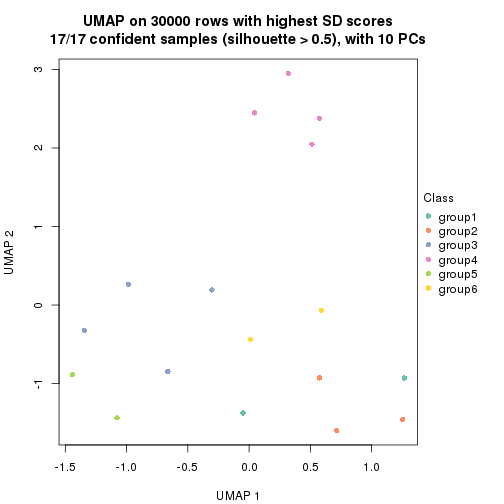 UMAP on 30000 rows with highest SD scores
17/17 confident samples (silhouette > 0.5), with 10 PCs
3
2
1
0
-1
UMAP 2
-1.5 -1.0 -0.5 0.0 0.5 1.0
UMAP 1
Class
group1
group2
group3
group4
group5
group6